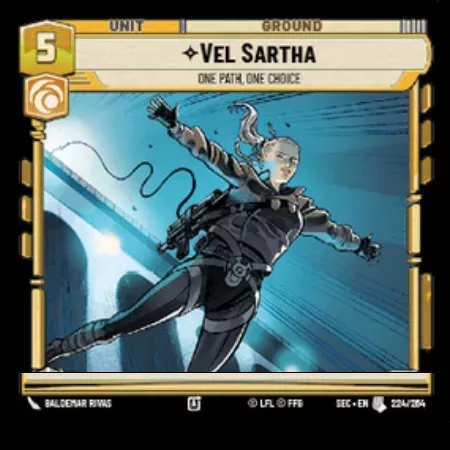 UNIT GROUND
5
VEL SARTHA
ONE PATH, ONE CHOICE
BALDEMAR RIVAS A LFL FFG SEC • EN 224/264